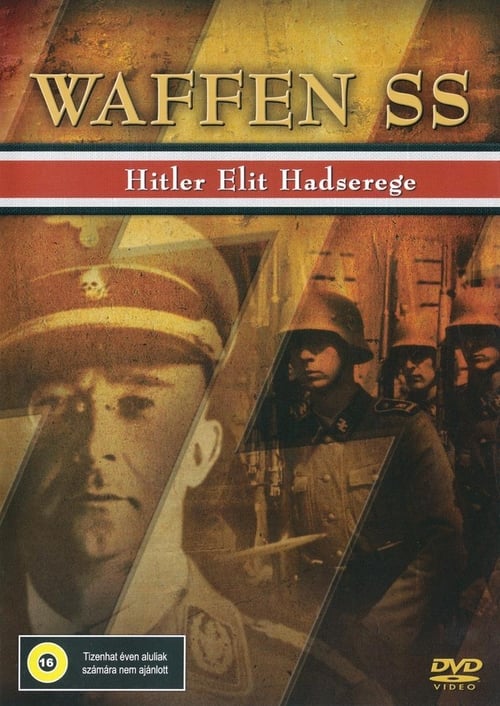 WAFFEN SS
Hitler Elit Hadserege
16
Tizenhat éven aluliak
számára nem ajánlott
DVD
VIDEO